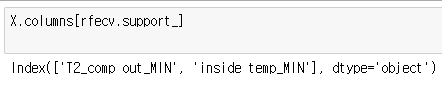 X.columns[rfecv.support_]
Index(['T2_comp out_MIN', 'inside temp_MIN'], dtype='object')